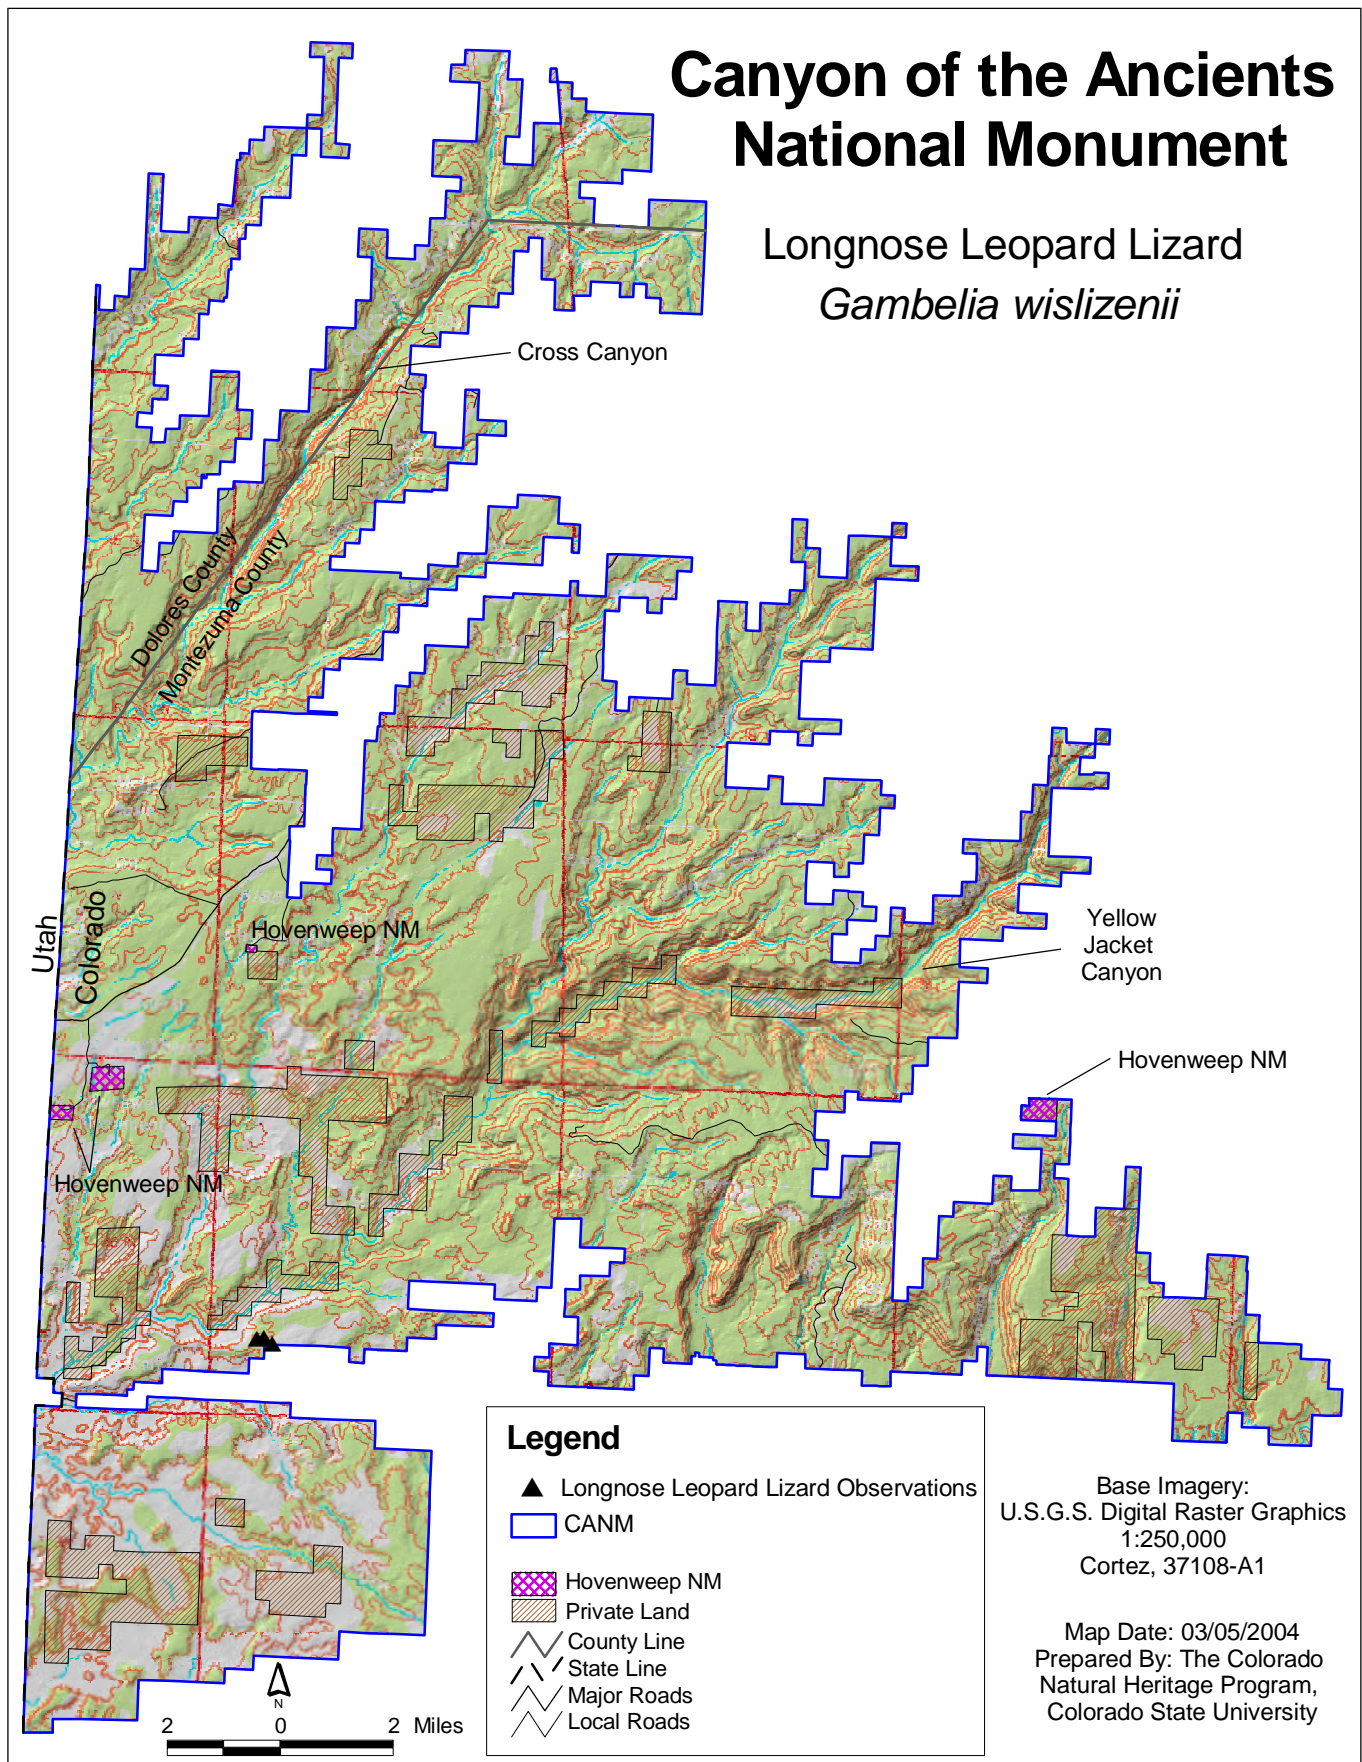 Canyon of the Ancients
National Monument
Longnose Leopard Lizard
Gambelia wislizenii
Cross Canyon
Dolores County
Montezuma County
Utah
Colorado
Hovenweep NM
Yellow
Jacket
Canyon
Hovenweep NM
Hovenweep NM
Legend
Longnose Leopard Lizard Observations
CANM
Hovenweep NM
Private Land
County Line
State Line
Major Roads
Local Roads
Base Imagery:
U.S.G.S. Digital Raster Graphics
1:250,000
Cortez, 37108-A1
Map Date: 03/05/2004
Prepared By: The Colorado
Natural Heritage Program,
Colorado State University
N
2 0 2 Miles